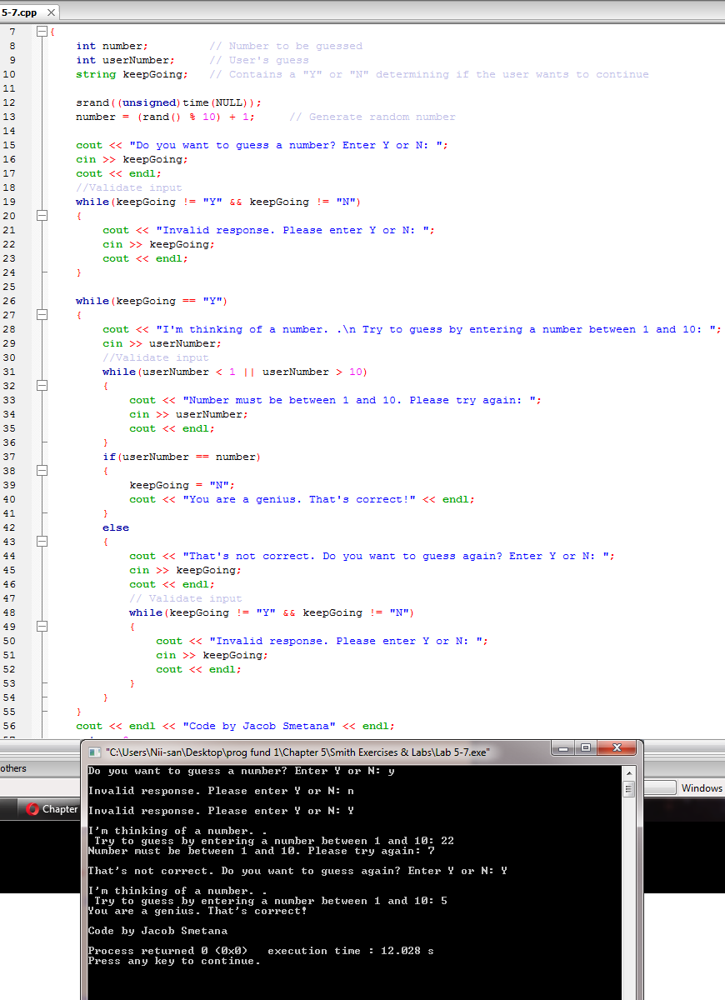 5-7.cpp
7 {
8 int number; // Number to be guessed
9 int userNumber; // User's guess
10 string keepGoing; // Contains a "Y" or "N" determining if the user wants to continue
11
12 srand((unsigned)time(NULL));
13 number = (rand() % 10) + 1; // Generate random number
14
15 cout << "Do you want to guess a number? Enter Y or N: ";
16 cin >> keepGoing;
17 cout << endl;
18 //Validate input
19 while(keepGoing != "Y" && keepGoing != "N")
20 {
21 cout << "Invalid response. Please enter Y or N: ";
22 cin >> keepGoing;
23 cout << endl;
24 }
25
26 while(keepGoing == "Y")
27 {
28 cout << "I'm thinking of a number. .\n Try to guess by entering a number between 1 and 10: ";
29 cin >> userNumber;
30 //Validate input
31 while(userNumber < 1 || userNumber > 10)
32 {
33 cout << "Number must be between 1 and 10. Please try again: ";
34 cin >> userNumber;
35 cout << endl;
36 }
37 if(userNumber == number)
38 {
39 keepGoing = "N";
40 cout << "You are a genius. That's correct!" << endl;
41 }
42 else
43 {
44 cout << "That's not correct. Do you want to guess again? Enter Y or N: ";
45 cin >> keepGoing;
46 cout << endl;
47 // Validate input
48 while(keepGoing != "Y" && keepGoing != "N")
49 {
50 cout << "Invalid response. Please enter Y or N: ";
51 cin >> keepGoing;
52 cout << endl;
53 }
54 }
55 }
56 cout << endl << "Code by Jacob Smetana" << endl;
"C:\Users\Nii-san\Desktop\prog fund 1\Chapter 5\Smith Exercises & Labs\Lab 5-7.exe"
others
Windows
Chapter
Do you want to guess a number? Enter Y or N: y
Invalid response. Please enter Y or N: n
Invalid response. Please enter Y or N: Y
I'm thinking of a number. .
Try to guess by entering a number between 1 and 10: 22
Number must be between 1 and 10. Please try again: 7
That's not correct. Do you want to guess again? Enter Y or N: Y
I'm thinking of a number. .
Try to guess by entering a number between 1 and 10: 5
You are a genius. That's correct!
Code by Jacob Smetana
Process returned 0 (0x0) execution time : 12.028 s
Press any key to continue.